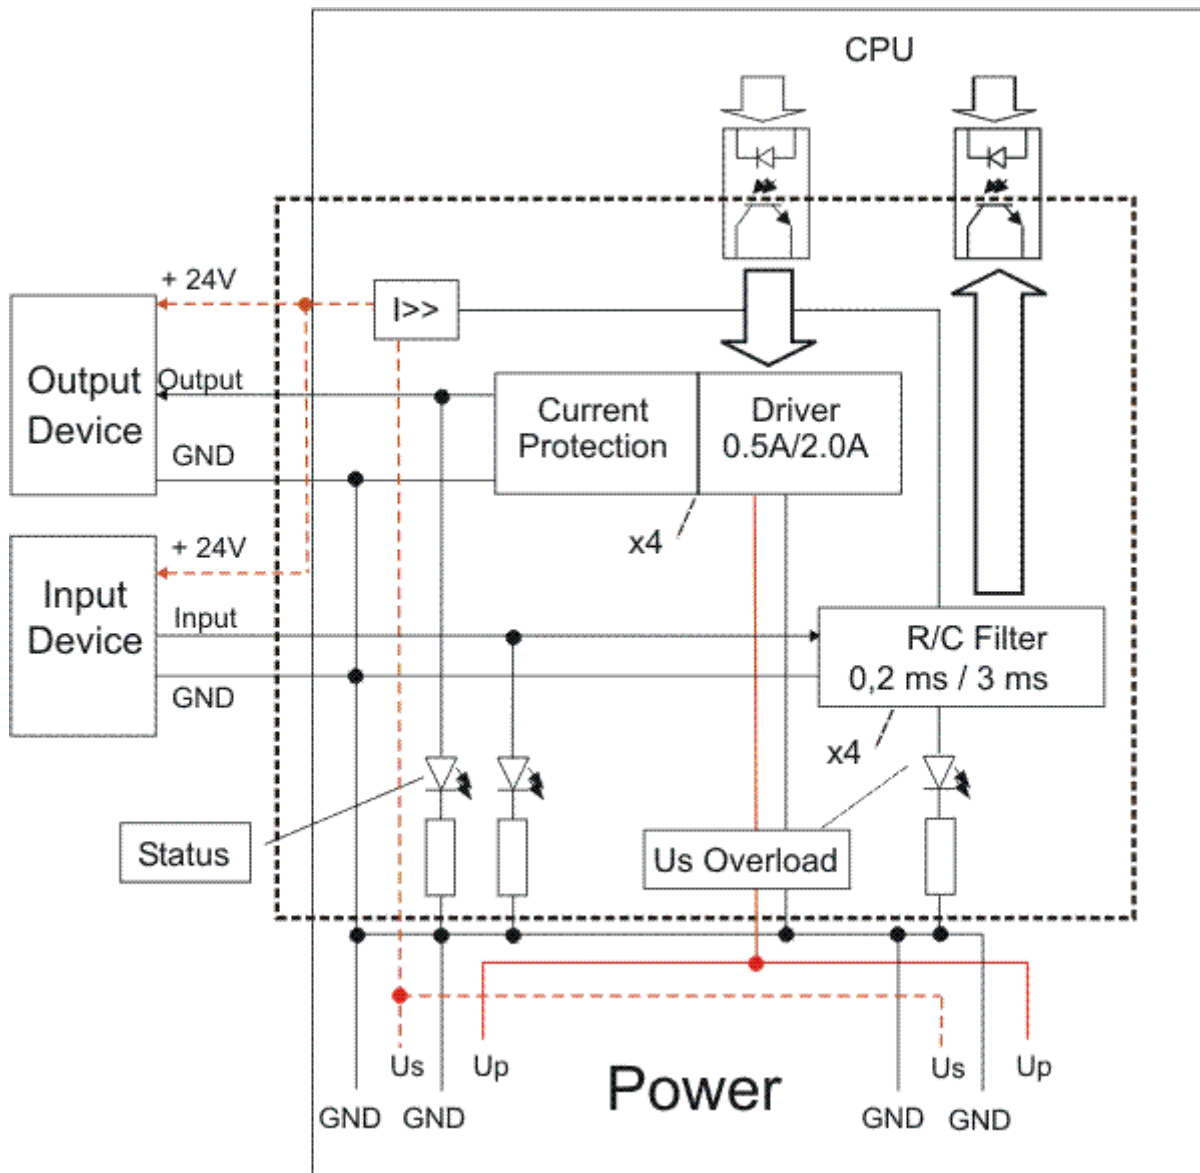 CPU
+ 24V
I>>
Output
Device
Output
GND
Current
Protection
Driver
0.5A/2.0A
x4
+ 24V
Input
Device
Input
GND
R/C Filter
0,2 ms / 3 ms
x4
Status
Us Overload
Us
Up
Power
Us
Up
GND
GND
GND
GND